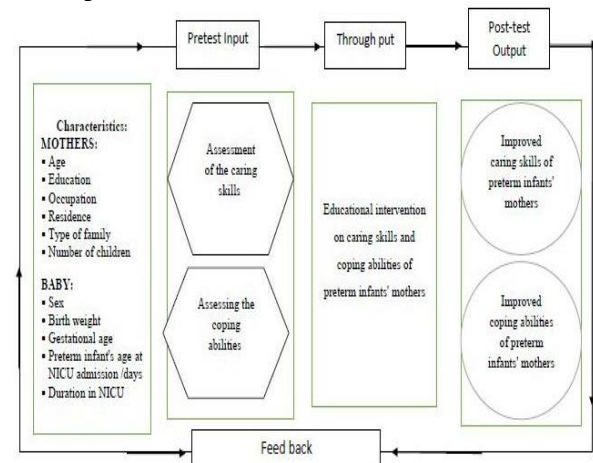 Pretest Input
Through put
Post-test
Output
Characteristics:
MOTHERS:
▪ Age
▪ Education
▪ Occupation
▪ Residence
▪ Type of family
▪ Number of children
BABY:
▪ Sex
▪ Birth weight
▪ Gestational age
▪ Preterm infant's age at
NICU admission /days
▪ Duration in NICU
Assessment
of the caring
skills
Assessing the
coping
abilities
Educational intervention
on caring skills and
coping abilities of
preterm infants' mothers
Improved
caring skills of
preterm infants'
mothers
Improved
coping abilities
of preterm
infants' mothers
Feed back